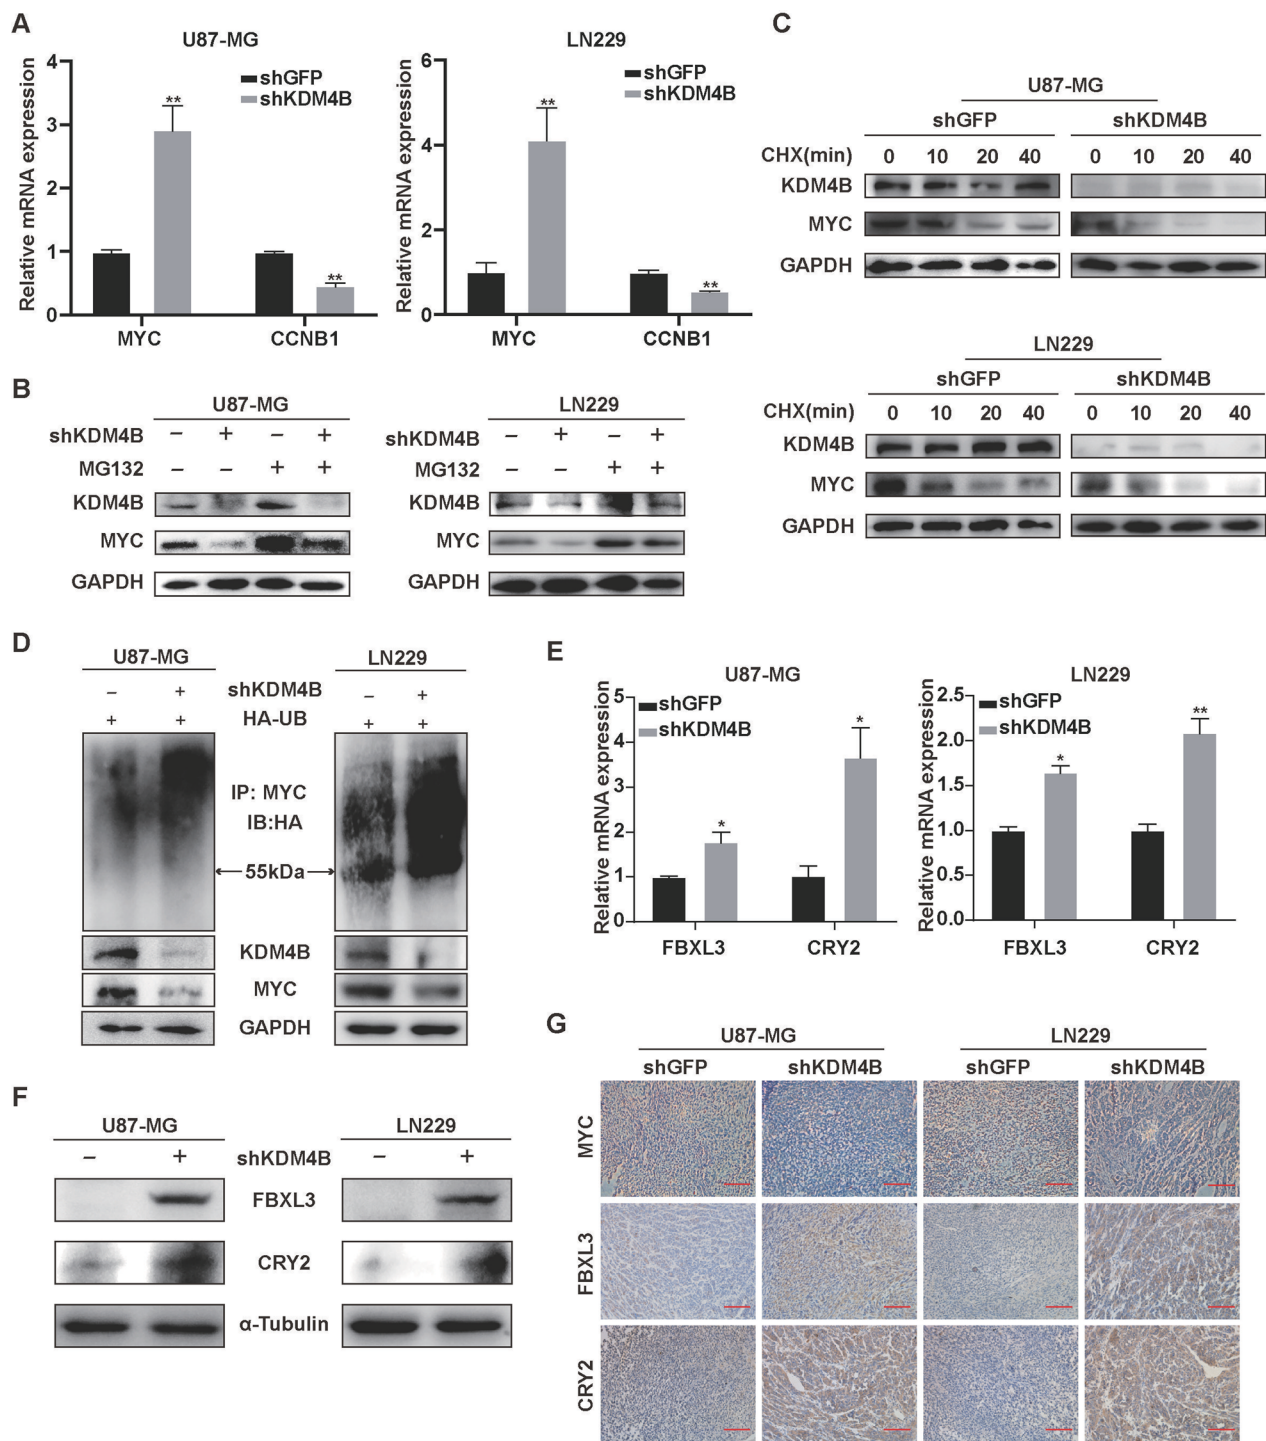 A
U87-MG
Relative mRNA expression
4
3
2
1
0
shGFP
shKDM4B
**
**
MYC
CCNB1
LN229
Relative mRNA expression
6
4
2
0
shGFP
shKDM4B
**
**
MYC
CCNB1
B
U87-MG
shKDM4B – + – +
MG132 – – + +
KDM4B
MYC
GAPDH
LN229
shKDM4B – + – +
MG132 – – + +
KDM4B
MYC
GAPDH
C
U87-MG
shGFP shKDM4B
CHX(min) 0 10 20 40 0 10 20 40
KDM4B
MYC
GAPDH
LN229
shGFP shKDM4B
CHX(min) 0 10 20 40 0 10 20 40
KDM4B
MYC
GAPDH
D
U87-MG LN229
– + shKDM4B – +
+ + HA-UB + +
IP: MYC
IB:HA
←55kDa→
KDM4B
MYC
GAPDH
E
U87-MG
Relative mRNA expression
5
4
3
2
1
0
shGFP
shKDM4B
*
*
FBXL3
CRY2
LN229
Relative mRNA expression
2.5
2.0
1.5
1.0
0.5
0.0
shGFP
shKDM4B
*
**
FBXL3
CRY2
F
U87-MG LN229
– + shKDM4B – +
FBXL3
CRY2
α-Tubulin
G
U87-MG LN229
shGFP shKDM4B shGFP shKDM4B
MYC
FBXL3
CRY2